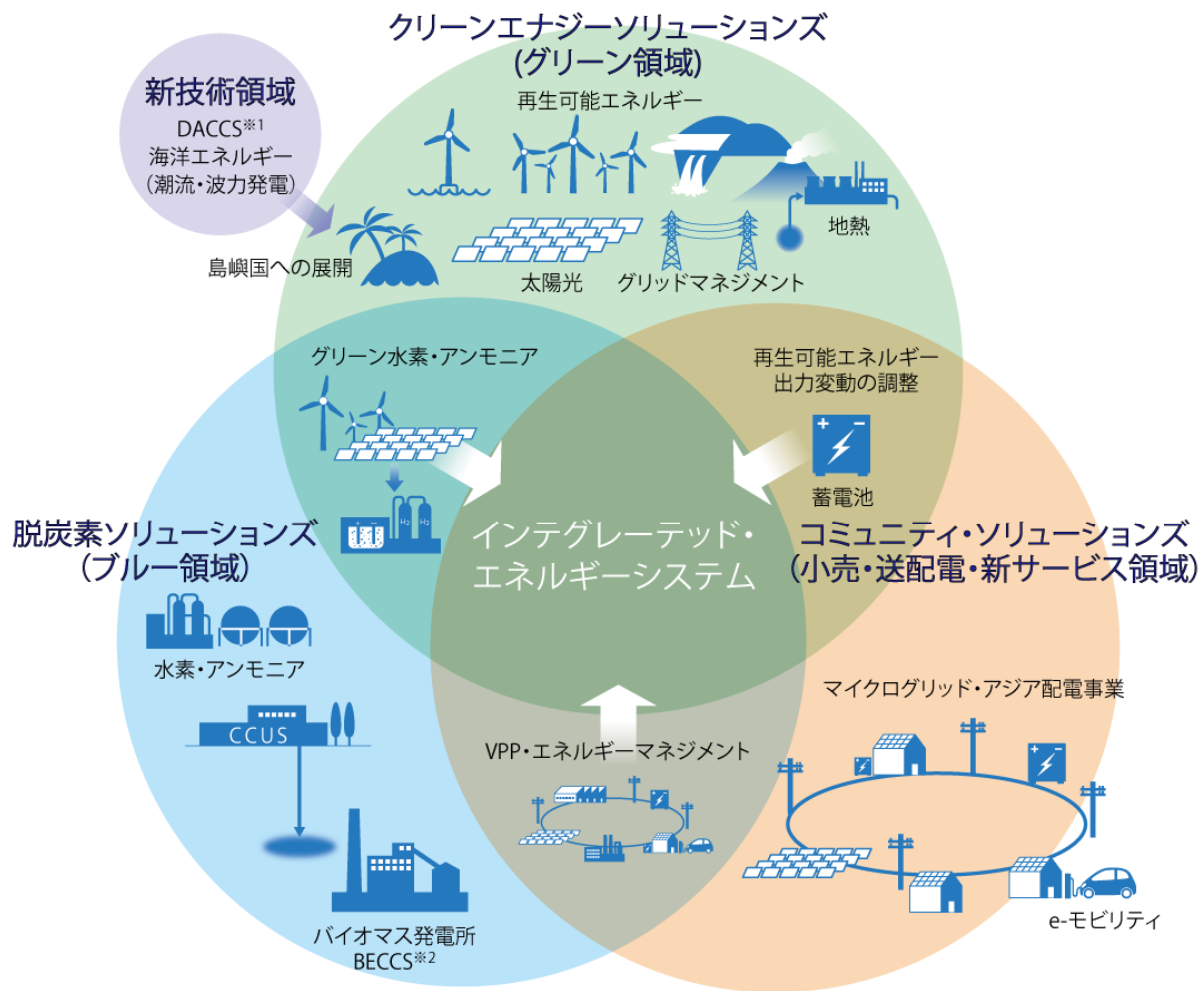 クリーンエナジーソリューションズ
(グリーン領域)
新技術領域
DACCS※1
海洋エネルギー
(潮流・波力発電)
再生可能エネルギー
地熱
島嶼国への展開
太陽光
グリッドマネジメント
グリーン水素・アンモニア
再生可能エネルギー
出力変動の調整
+ −
蓄電池
+ −
H2 H2
インテグレーテッド・
エネルギーシステム
脱炭素ソリューションズ
(ブルー領域)
コミュニティ・ソリューションズ
(小売・送配電・新サービス領域)
水素・アンモニア
マイクログリッド・アジア配電事業
CCUS
VPP・エネルギーマネジメント
+ −
e-モビリティ
バイオマス発電所
BECCS※2